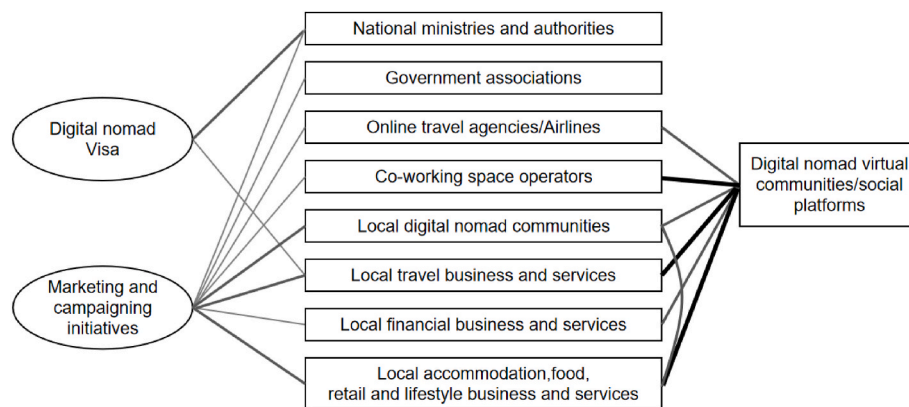 National ministries and authorities
Government associations
Digital nomad
Visa
Online travel agencies/Airlines
Co-working space operators
Digital nomad virtual
communities/social
platforms
Local digital nomad communities
Local travel business and services
Marketing and
campaigning
initiatives
Local financial business and services
Local accommodation,food,
retail and lifestyle business and services